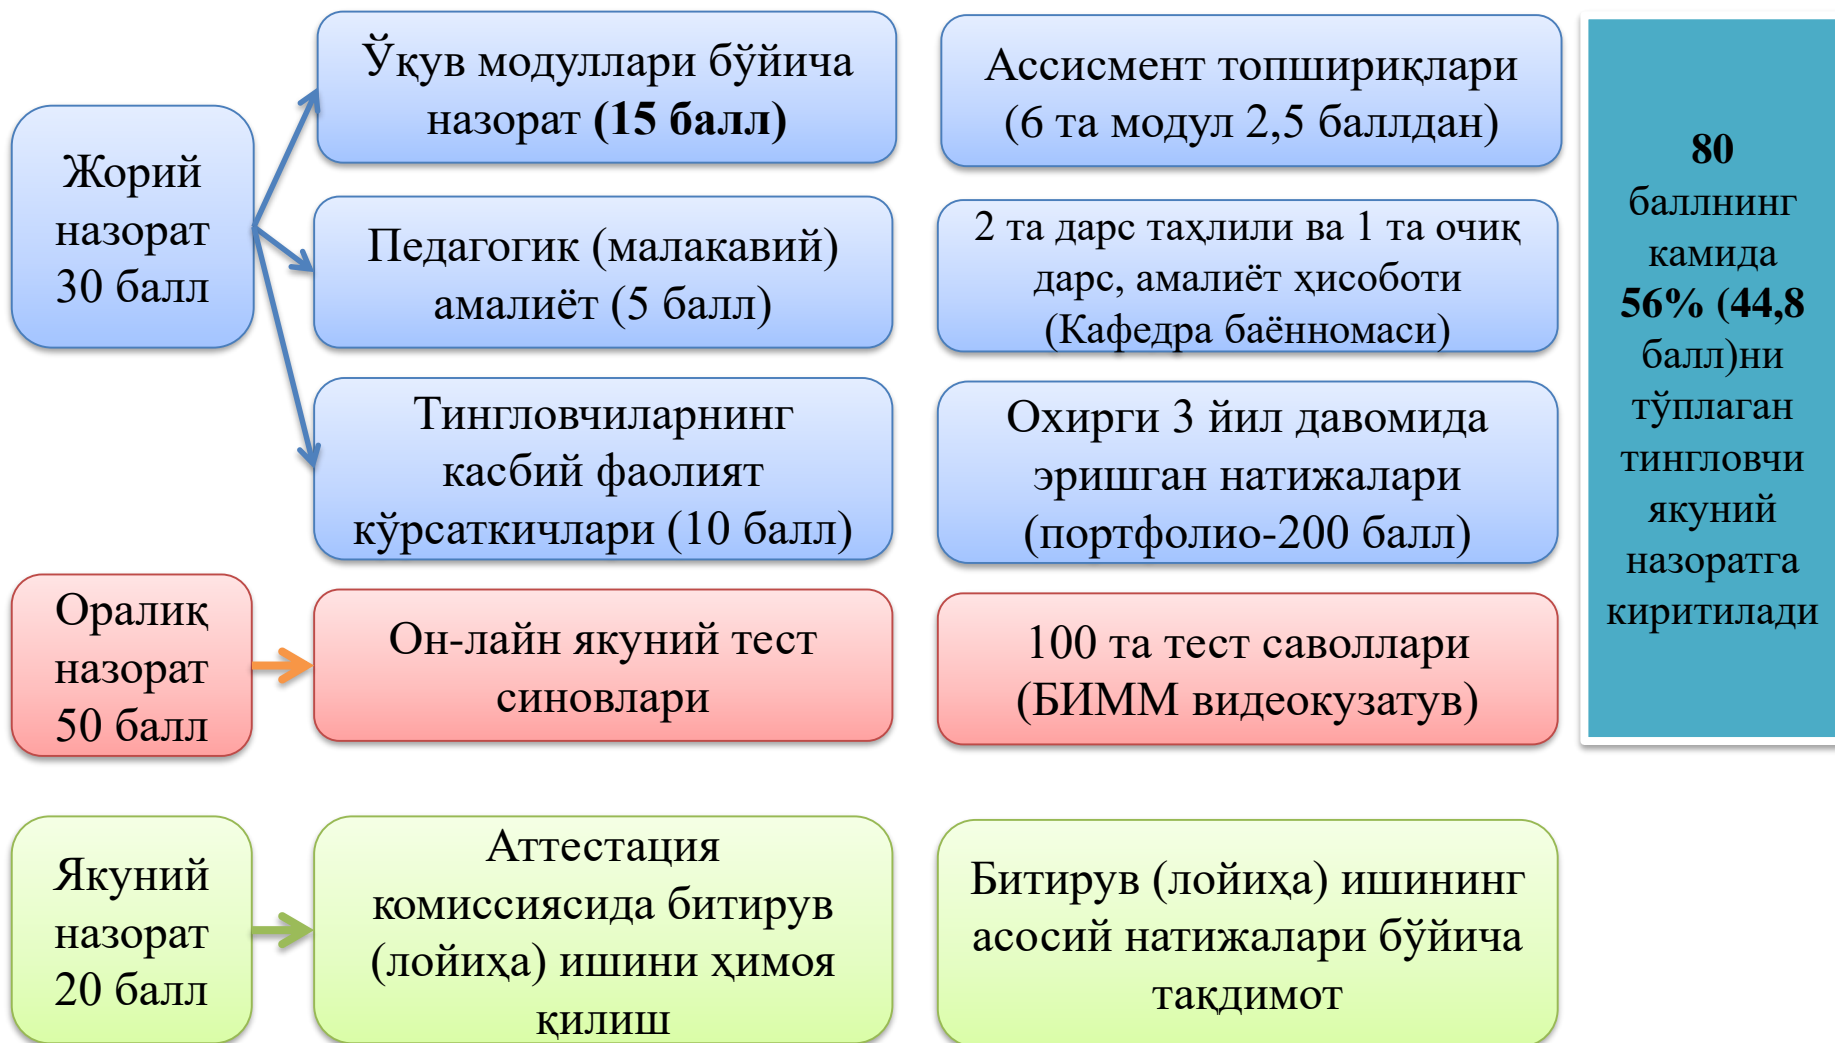 Жорий
назорат
30 балл
Ўқув модуллари бўйича
назорат (15 балл)
Ассисмент топшириқлари
(6 та модул 2,5 баллдан)
Педагогик (малакавий)
амалиёт (5 балл)
2 та дарс таҳлили ва 1 та очиқ
дарс, амалиёт ҳисоботи
(Кафедра баённомаси)
Тингловчиларнинг
касбий фаолият
кўрсаткичлари (10 балл)
Охирги 3 йил давомида
эришган натижалари
(портфолио-200 балл)
Оралиқ
назорат
50 балл
Он-лайн якуний тест
синовлари
100 та тест саволлари
(БИММ видеокузатув)
80
баллнинг
камида
56% (44,8
балл)ни
тўплаган
тингловчи
якуний
назоратга
киритилади
Якуний
назорат
20 балл
Аттестация
комиссиясида битирув
(лойиҳа) ишини ҳимоя
қилиш
Битирув (лойиҳа) ишининг
асосий натижалари бўйича
тақдимот